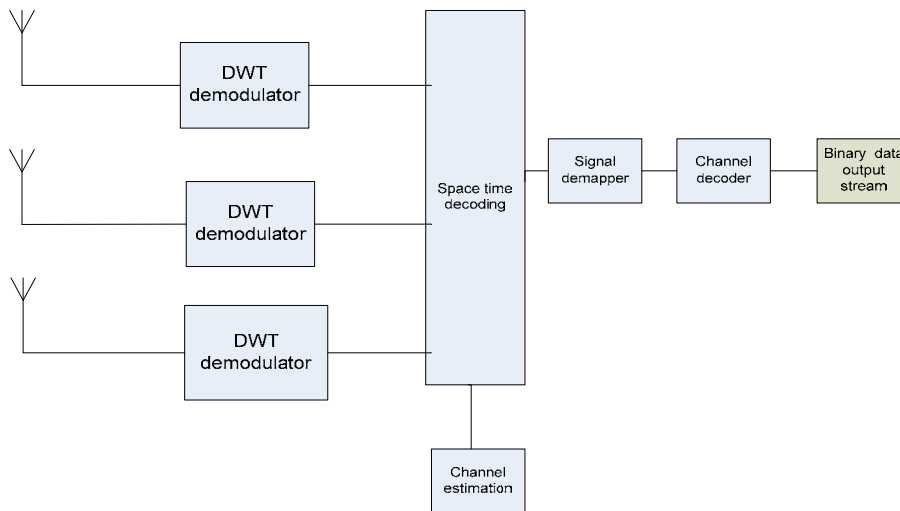 DWT
demodulator
DWT
demodulator
DWT
demodulator
Space time
decoding
Signal
demapper
Channel
decoder
Binary data
output
stream
Channel
estimation